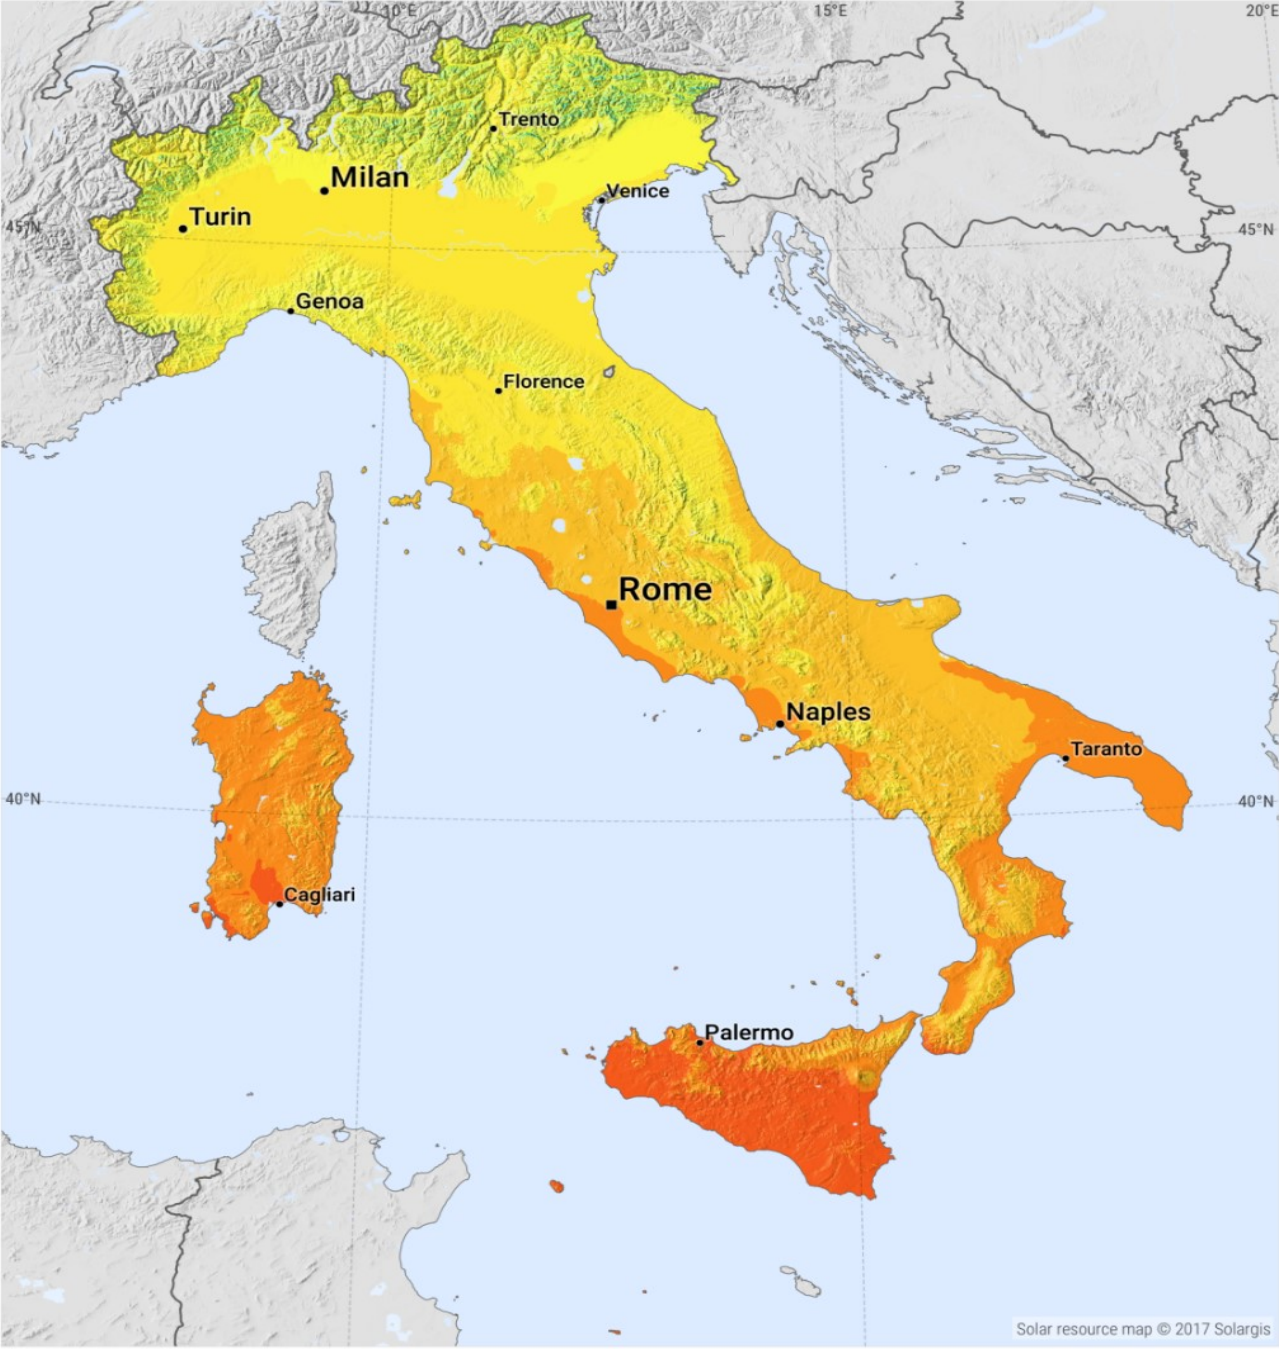 10°E
15°E
20°E
Trento
Milan
Venice
Turin
45°N
45°N
Genoa
Florence
Rome
Naples
Taranto
40°N
40°N
Cagliari
Palermo
Solar resource map © 2017 Solargis